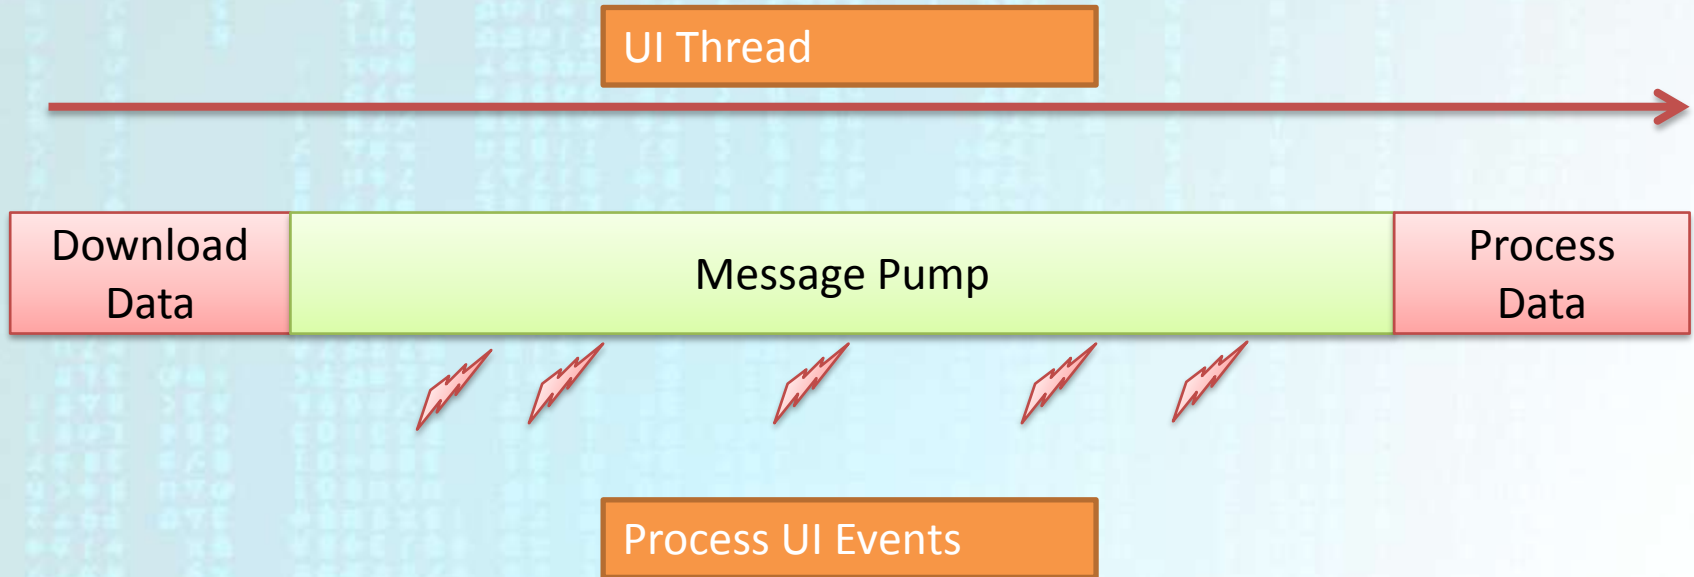 UI Thread
Download
Data
Message Pump
Process
Data
Process UI Events